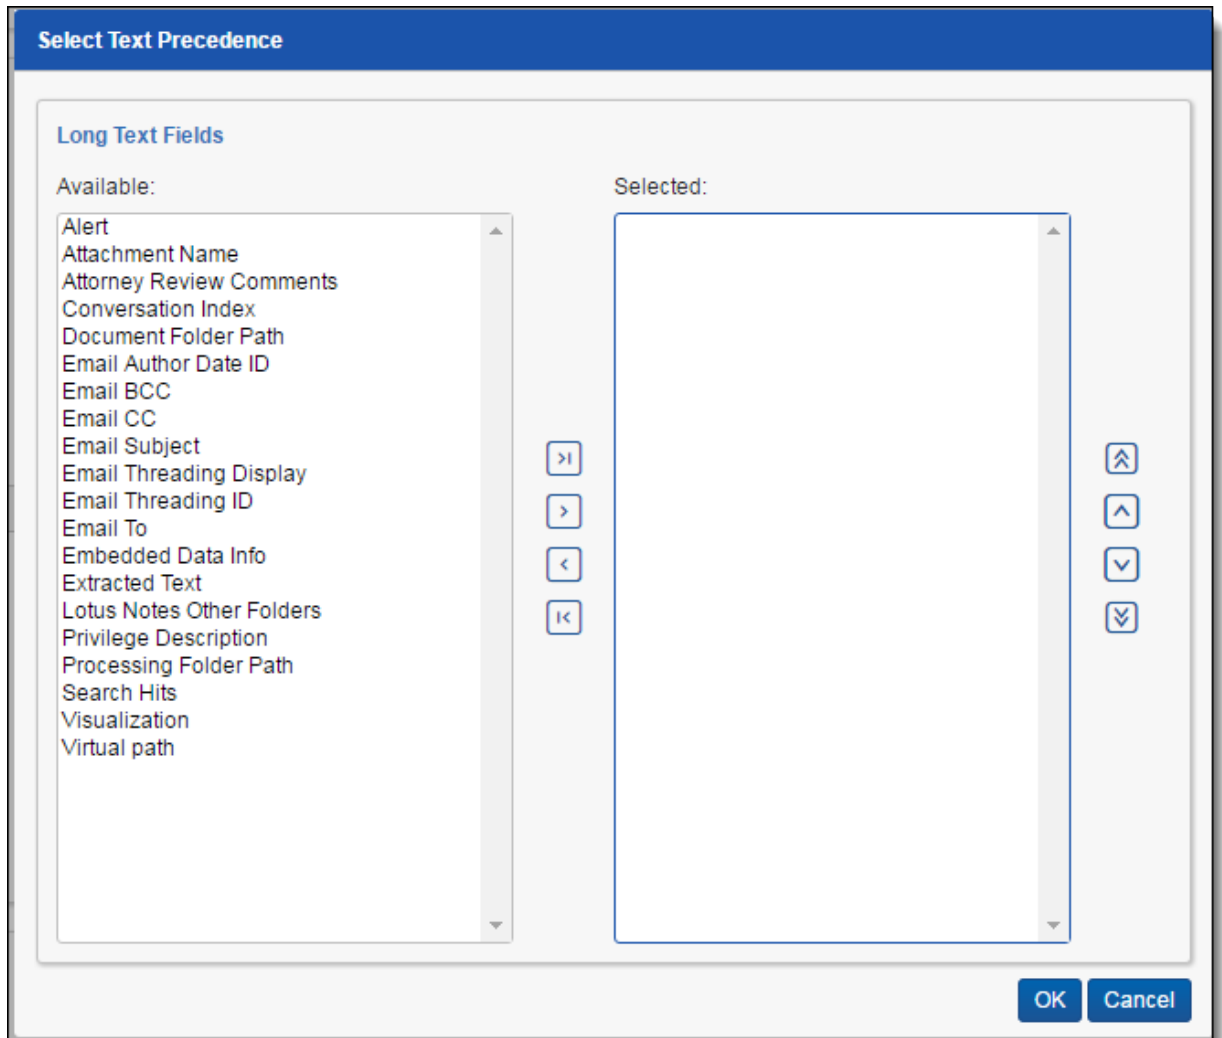 Select Text Precedence
Long Text Fields
Available:
Selected:
Alert
Attachment Name
Attorney Review Comments
Conversation Index
Document Folder Path
Email Author Date ID
Email BCC
Email CC
Email Subject
Email Threading Display
Email Threading ID
Email To
Embedded Data Info
Extracted Text
Lotus Notes Other Folders
Privilege Description
Processing Folder Path
Search Hits
Visualization
Virtual path
OK
Cancel